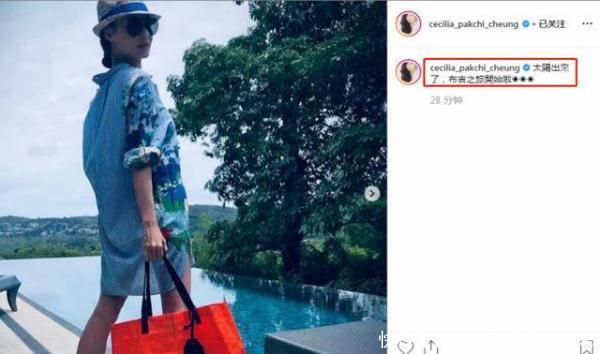 cecilia_pakchi_cheung · 已关注
cecilia_pakchi_cheung 太陽出來
了，布吉之旅開始啦☀☀☀
28 分钟